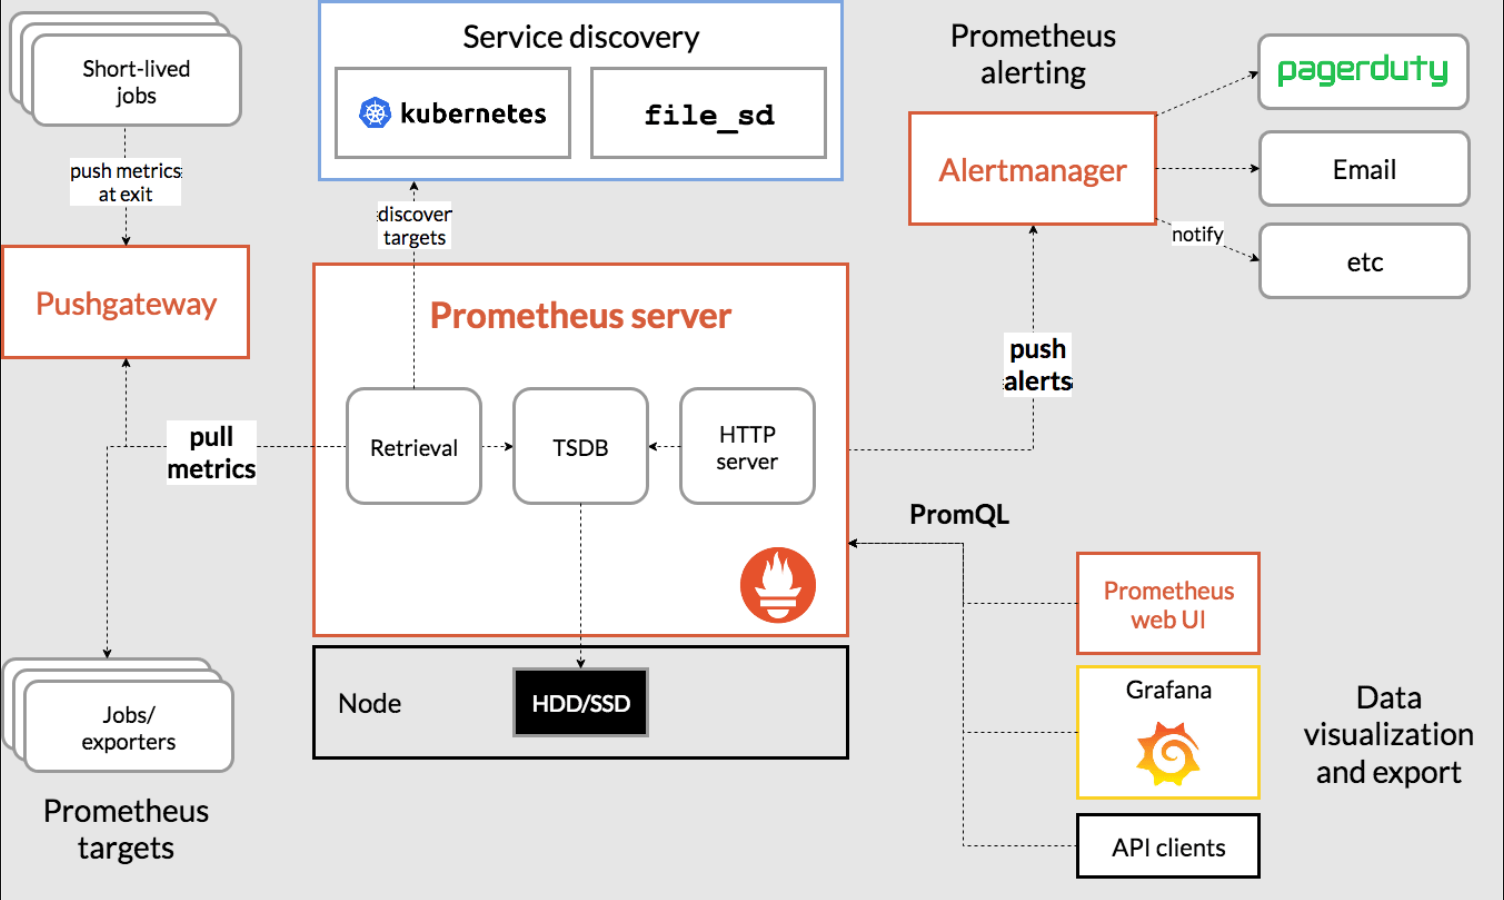 Short-lived
jobs
push metrics
at exit
Pushgateway
pull
metrics
Jobs/
exporters
Prometheus
targets
Service discovery
kubernetes
file_sd
discover
targets
Prometheus server
Retrieval
TSDB
HTTP
server
Node
HDD/SSD
Prometheus
alerting
Alertmanager
pagerduty
Email
notify
etc
push
alerts
PromQL
Prometheus
web UI
Grafana
API clients
Data
visualization
and export